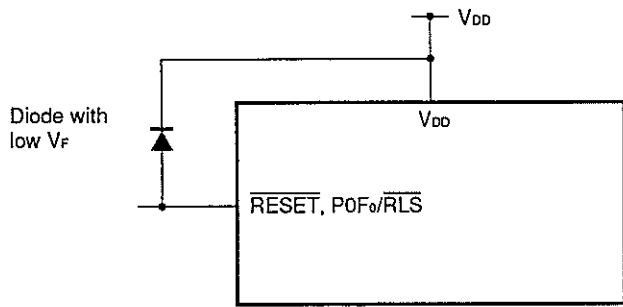 VDD
Diode with
low VF
VDD
RESET, P0F0/RLS